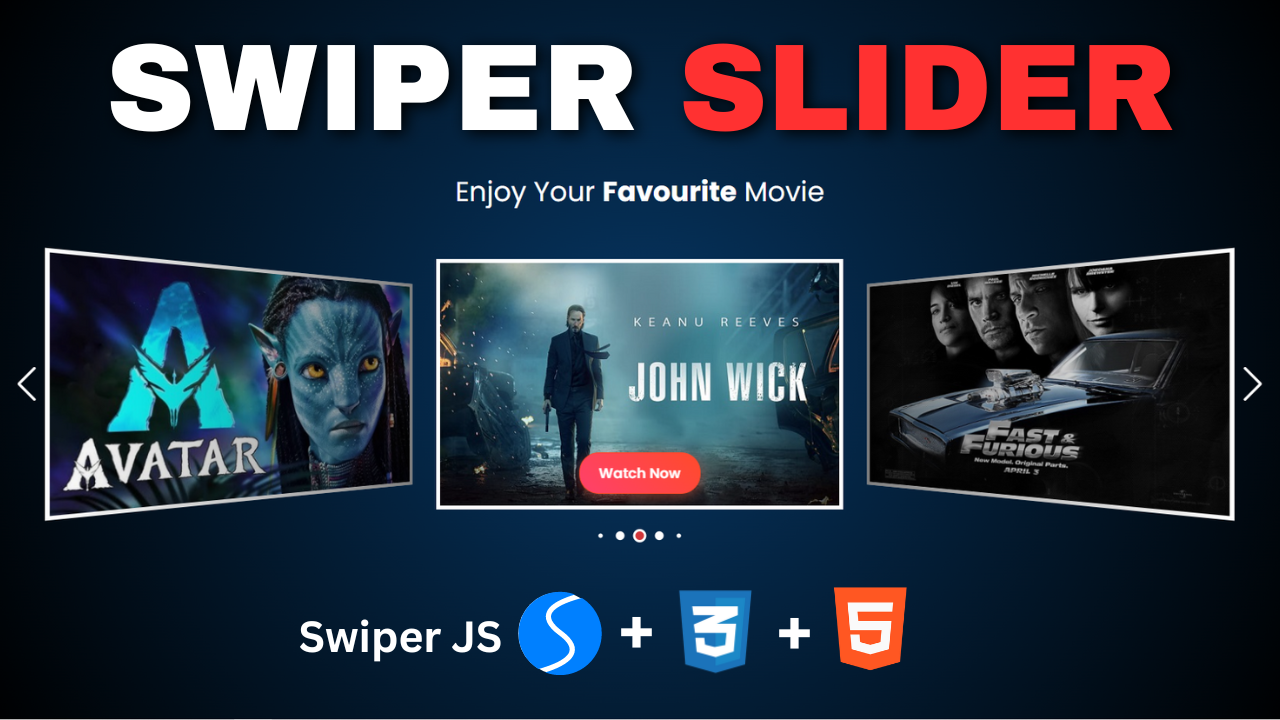 SWIPER SLIDER
Enjoy Your Favourite Movie
AVATAR
KEANU REEVES
JOHN WICK
Watch Now
FAST &
FURIOUS
New Model. Original Parts.
APRIL 3
Swiper JS + 3 + 5